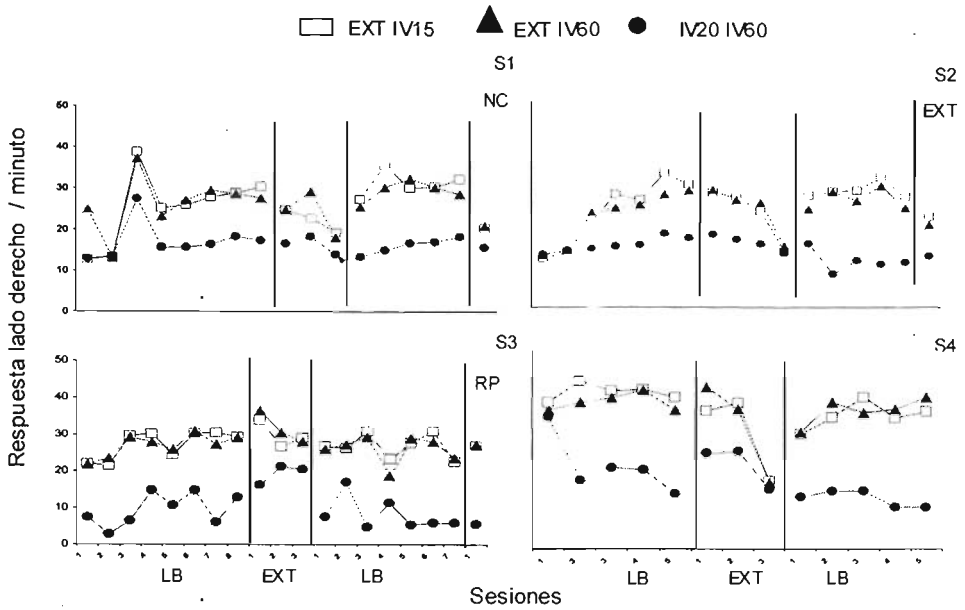 EXT IV15 EXT IV60 IV20 IV60
S1 S2
NC EXT
60
50
40
30
20
10
0
S3 S4
RP
50
40
30
20
10
0
LB EXT LB LB EXT LB
Sesiones
Respuesta lado derecho / minuto